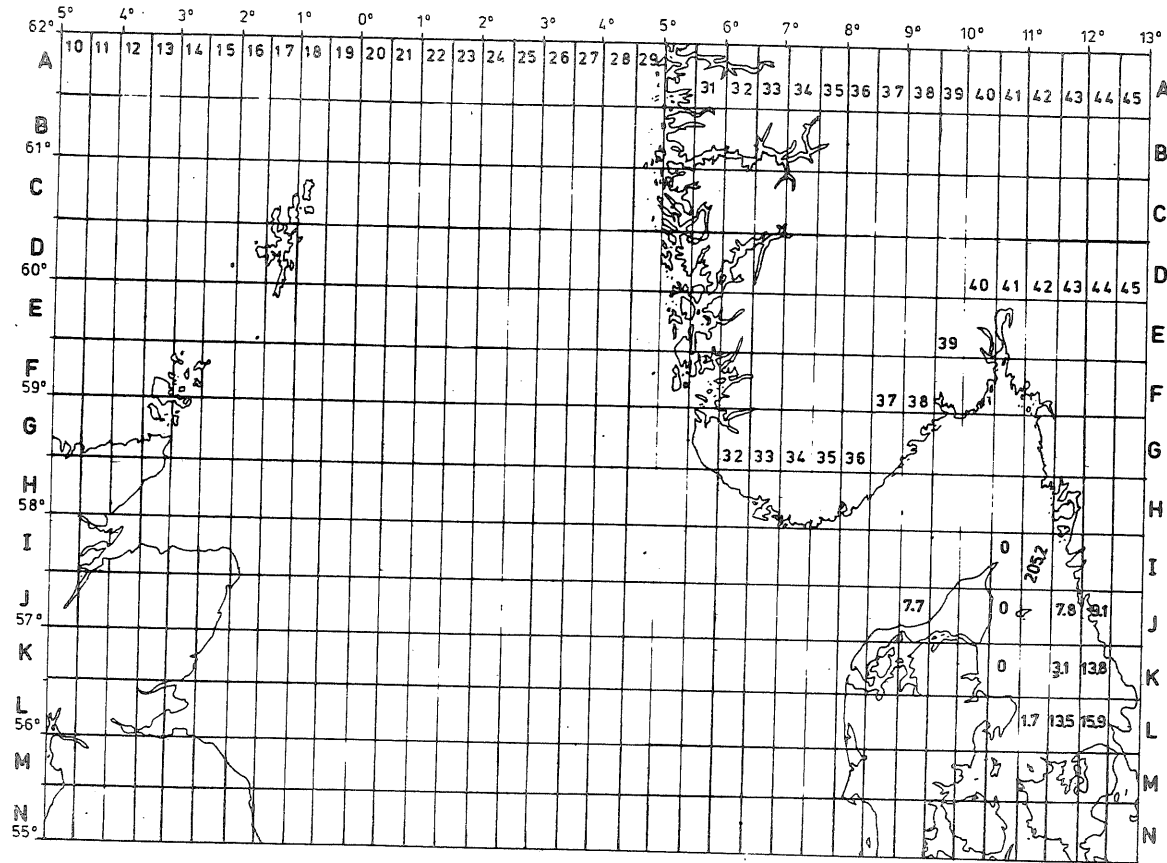 5° 4° 3° 2° 1° 0° 1° 2° 3° 4° 5° 6° 7° 8° 9° 10° 11° 12° 13°
62°
10 11 12 13 14 15 16 17 18 19 20 21 22 23 24 25 26 27 28 29
A
31 32 33 34 35 36 37 38 39 40 41 42 43 44 45
A
B
B
61°
C
C
D
D
60°
40 41 42 43 44 45
E
E
39
F
F
59°
37 38
G
G
32 33 34 35 36
H
H
58°
I
0
205.2
I
J
7.7
0
7.8
9.1
J
57°
K
0
3.1
13.8
K
L
1.7
13.5
15.9
L
56°
M
M
N
N
55°